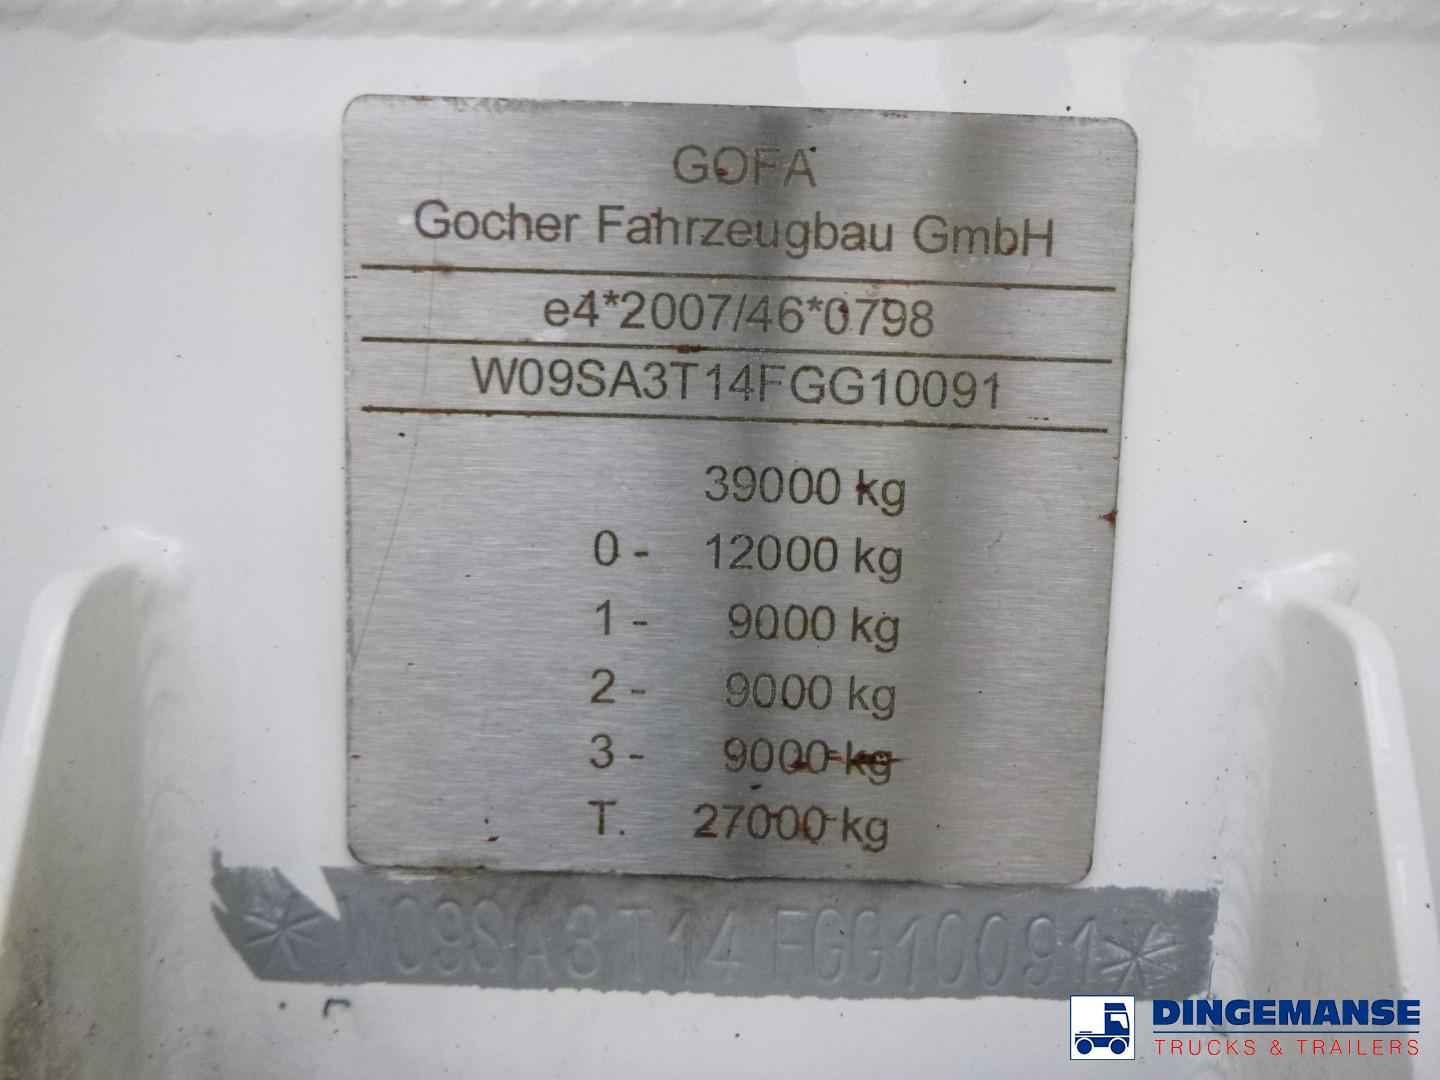 GOFA
Gocher Fahrzeugbau GmbH
e4*2007/46*0798
W09SA3T14FGG10091
39000 kg
0- 12000 kg
1- 9000 kg
2- 9000 kg
3- 9000 kg
T. 27000 kg
*W09SA3T14FGG10091*
DINGEMANSE
TRUCKS & TRAILERS